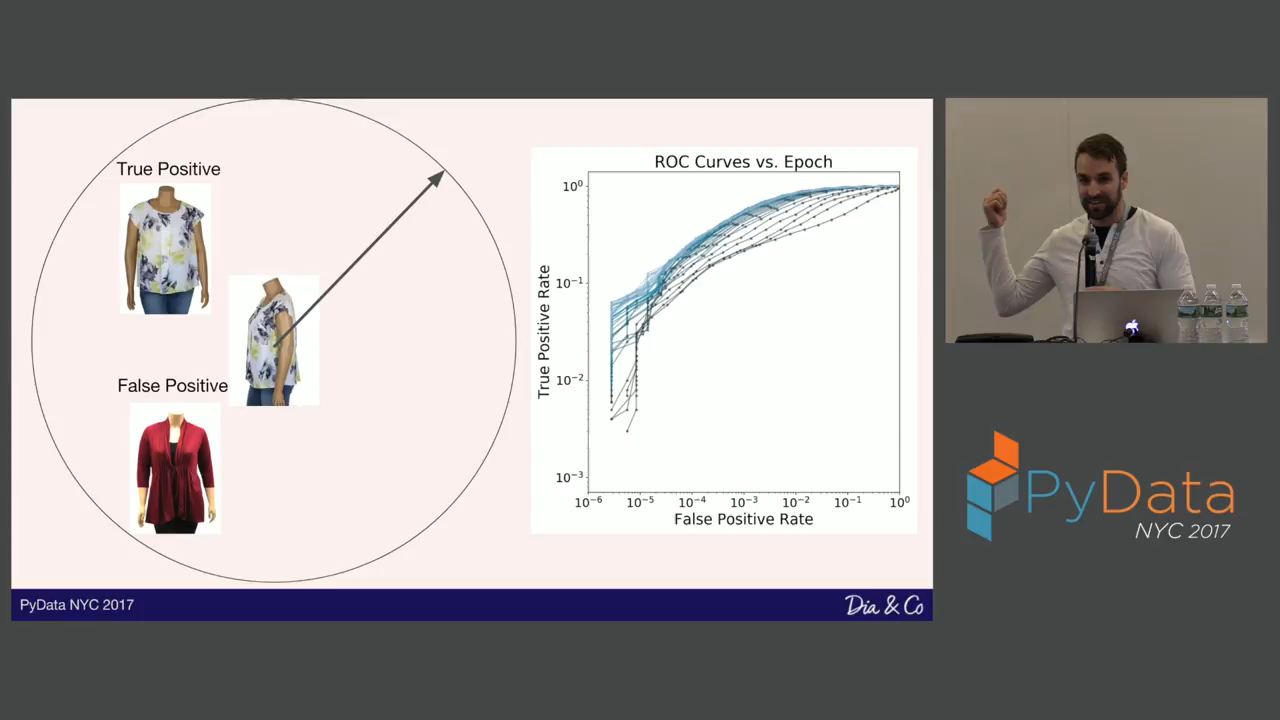 True Positive
False Positive
ROC Curves vs. Epoch
True Positive Rate
10⁰
10⁻¹
10⁻²
10⁻³
10⁻⁶
10⁻⁵
10⁻⁴
10⁻³
10⁻²
10⁻¹
10⁰
False Positive Rate
PyData NYC 2017
Dia & Co
PyData
NYC 2017